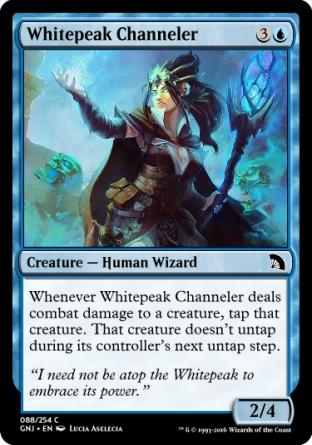 Whitepeak Channeler 3
Creature — Human Wizard
Whenever Whitepeak Channeler deals
combat damage to a creature, tap that
creature. That creature doesn't untap
during its controller's next untap step.
“I need not be atop the Whitepeak to
embrace its power.”
2/4
088/254 C
GNJ • EN Lucia Aselecia
™ & © 1993-2016 Wizards of the Coast